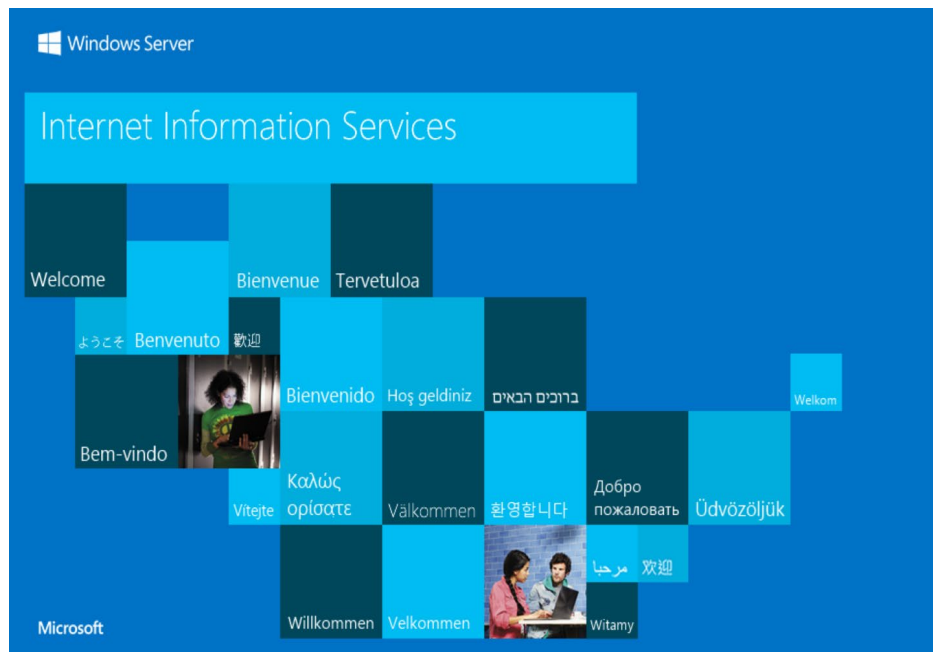 Windows Server
Internet Information Services
Welcome
Bienvenue
Tervetuloa
ようこそ
Benvenuto
歡迎
Bienvenido
Hoş geldiniz
ברוכים הבאים
Welkom
Bem-vindo
Vítejte
Καλώς
ορίσατε
Välkommen
환영합니다
Добро
пожаловать
Üdvözöljük
مرحبا
欢迎
Willkommen
Velkommen
Witamy
Microsoft